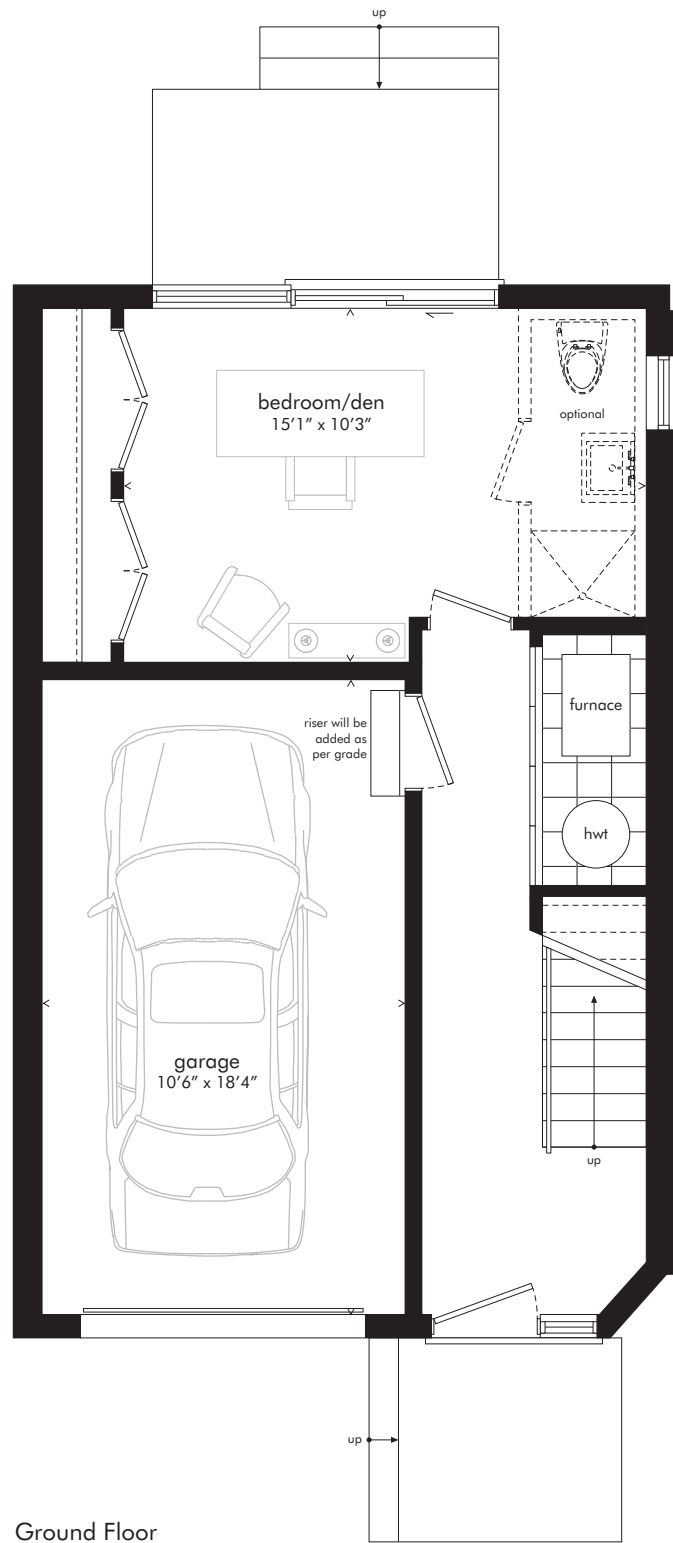 up
bedroom/den
15’1” x 10’3”
optional
furnace
riser will be
added as
per grade
hwt
garage
10’6” x 18’4”
up
up
Ground Floor